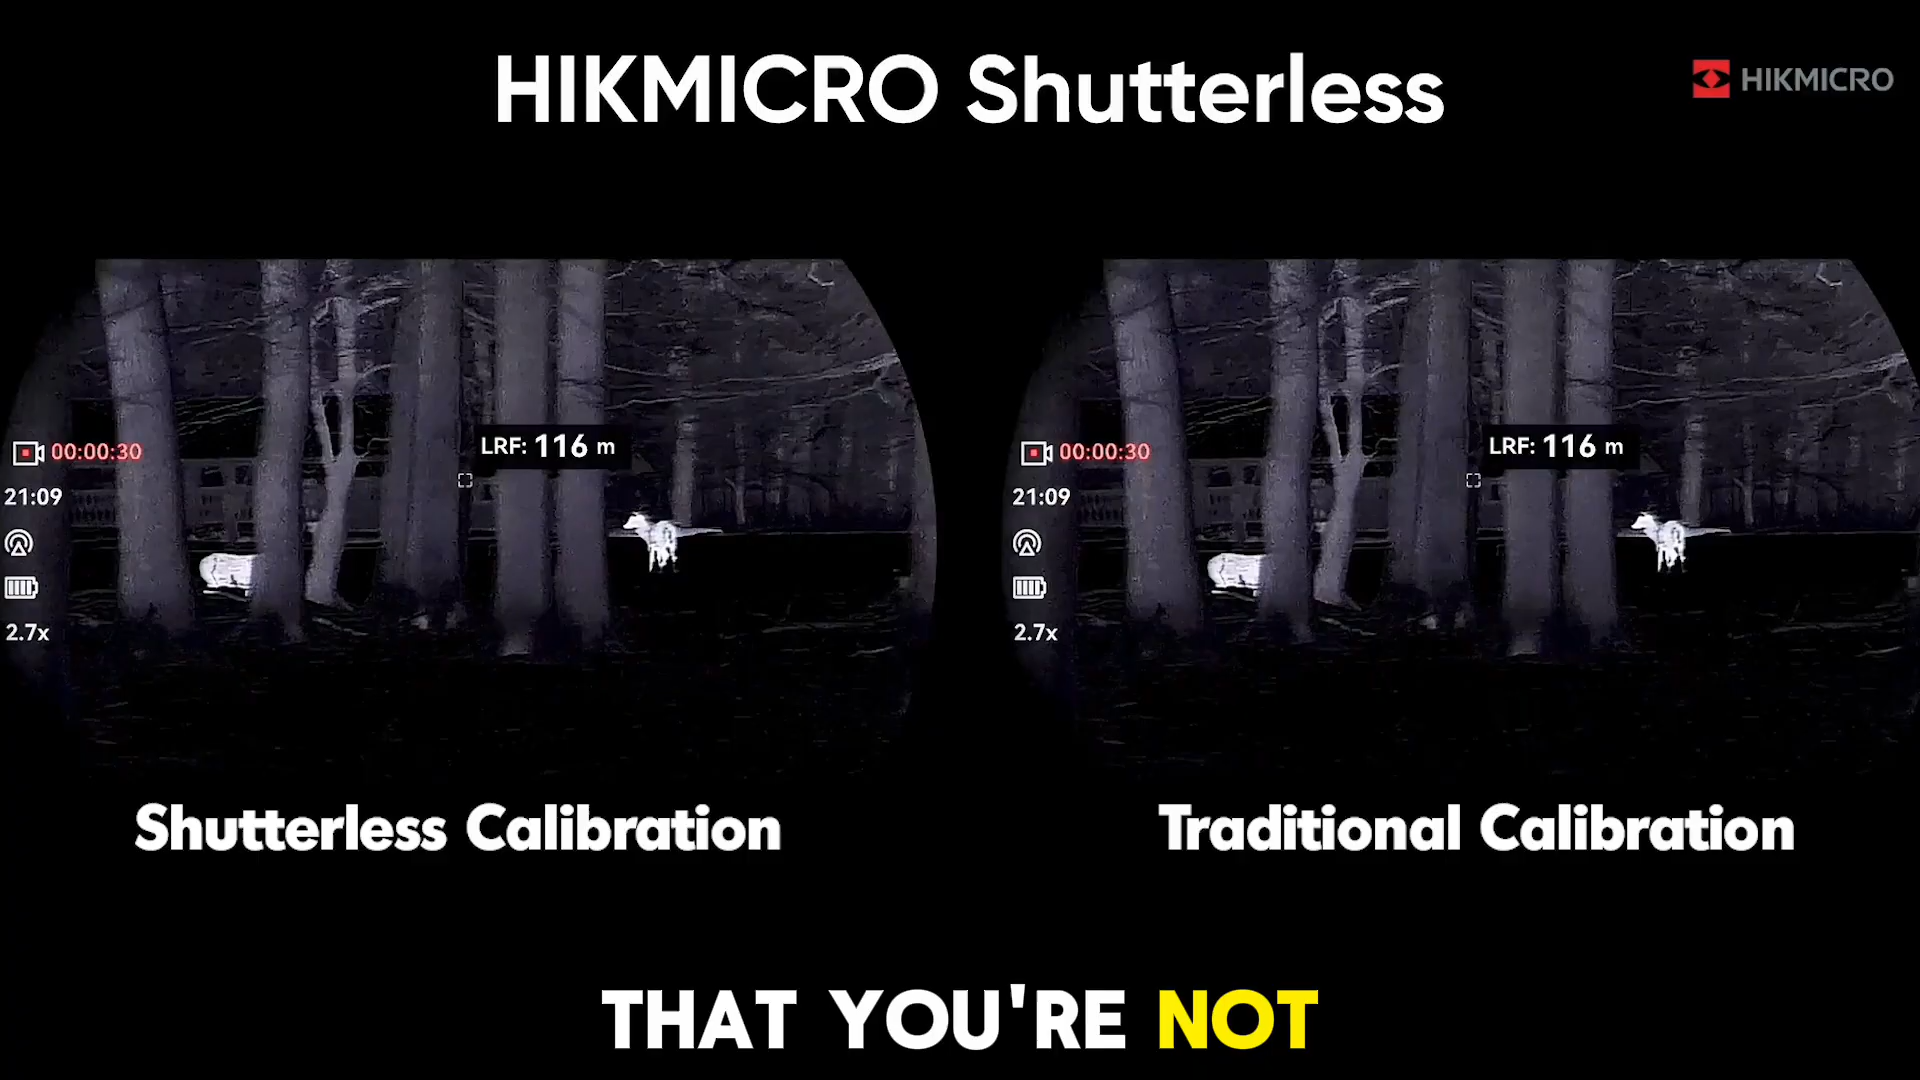 HIKMICRO Shutterless
HIKMICRO
LRF: 116 m
00:00:30
21:09
2.7x
LRF: 116 m
00:00:30
21:09
2.7x
Shutterless Calibration
Traditional Calibration
THAT YOU'RE NOT